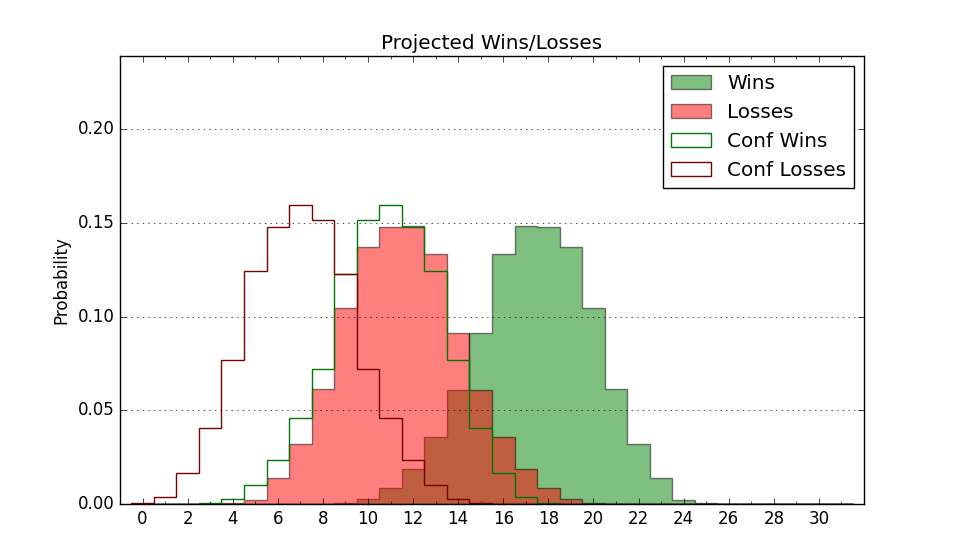 Projected Wins/Losses
Wins
Losses
Conf Wins
Conf Losses
Probability
0.20
0.15
0.10
0.05
0.00
0 2 4 6 8 10 12 14 16 18 20 22 24 26 28 30